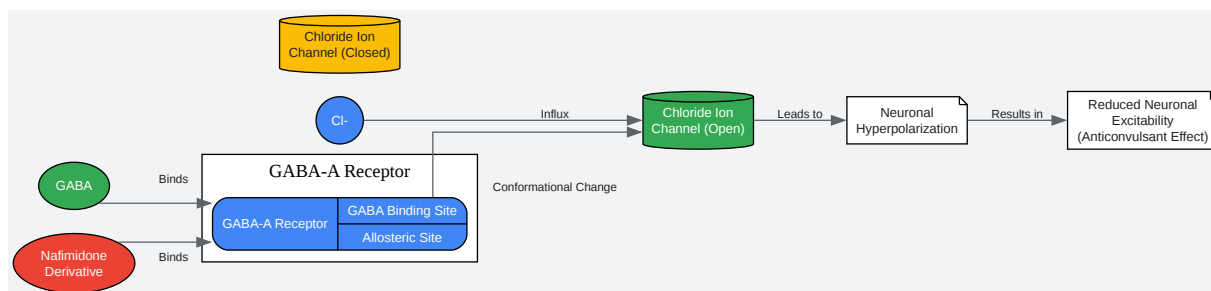 Chloride Ion
Channel (Closed)
Cl-
Influx
Chloride Ion
Channel (Open)
Leads to
Neuronal
Hyperpolarization
Results in
Reduced Neuronal
Excitability
(Anticonvulsant Effect)
GABA-A Receptor
GABA
Binds
Conformational Change
GABA-A Receptor
GABA Binding Site
Allosteric Site
Nafimidone
Derivative
Binds